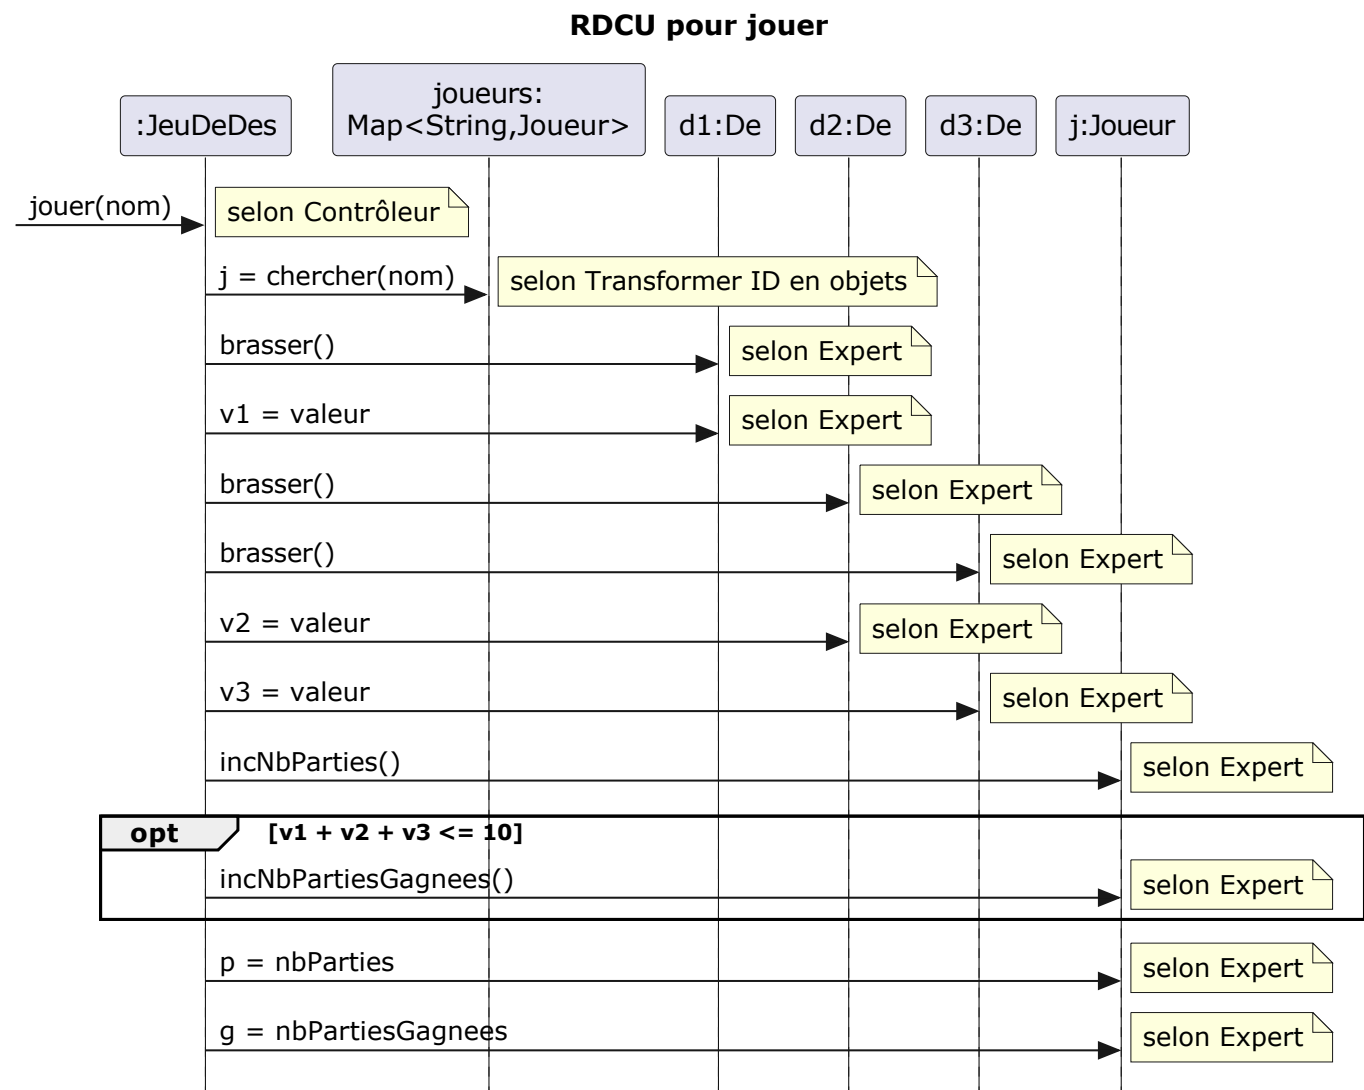 RDCU pour jouer
joueurs:
:JeuDeDes
Map<String,Joueur>
d1:De
d2:De
d3:De
j:Joueur
jouer(nom)
selon Contrôleur
j = chercher(nom)
selon Transformer ID en objets
brasser()
selon Expert
v1 = valeur
selon Expert
brasser()
selon Expert
brasser()
selon Expert
v2 = valeur
selon Expert
v3 = valeur
selon Expert
incNbParties()
selon Expert
opt
[v1 + v2 + v3 <= 10]
incNbPartiesGagnees()
selon Expert
p = nbParties
selon Expert
g = nbPartiesGagnees
selon Expert